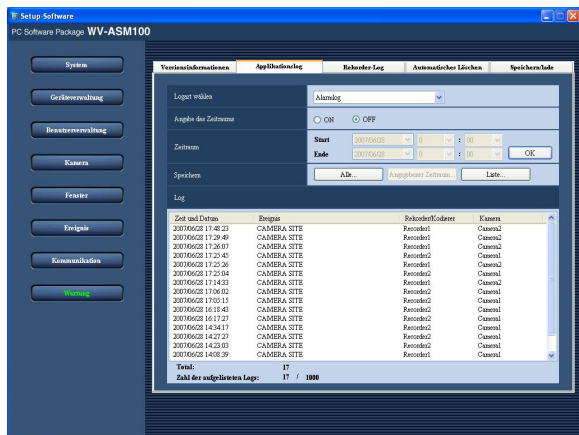 Setup-Software
PC Software Package WV-ASM100
System
Geräteverwaltung
Benutzerverwaltung
Kamera
Fenster
Ereignis
Kommunikation
Wartung
Versionsinformationen Applikationslog Rekorder-Log Automatisches Löschen Speichern/lade
Logart wählen Alarmlog
Angabe des Zeitraums ON OFF
Zeitraum
Start 2007/06/28 0 : 00
Ende 2007/06/28 0 : 00 OK
Speichern Alle... Angegebener Zeitraum... Liste...
Log
Zeit und Datum Ereignis Rekorder/Kodierer Kamera
2007/06/28 17:48:23 CAMERA SITE Recorder1 Camera2
2007/06/28 17:29:49 CAMERA SITE Recorder2 Camera2
2007/06/28 17:26:07 CAMERA SITE Recorder1 Camera2
2007/06/28 17:25:45 CAMERA SITE Recorder2 Camera1
2007/06/28 17:25:26 CAMERA SITE Recorder2 Camera2
2007/06/28 17:25:04 CAMERA SITE Recorder2 Camera1
2007/06/28 17:14:33 CAMERA SITE Recorder1 Camera2
2007/06/28 17:06:02 CAMERA SITE Recorder2 Camera2
2007/06/28 17:05:15 CAMERA SITE Recorder2 Camera1
2007/06/28 16:18:43 CAMERA SITE Recorder2 Camera1
2007/06/28 16:17:27 CAMERA SITE Recorder1 Camera1
2007/06/28 14:34:17 CAMERA SITE Recorder2 Camera1
2007/06/28 14:27:27 CAMERA SITE Recorder2 Camera1
2007/06/28 14:23:03 CAMERA SITE Recorder1 Camera1
2007/06/28 14:08:39 CAMERA SITE Recorder2 Camera1
Total: 17
Zahl der aufgelisteten Logs: 17 / 1000